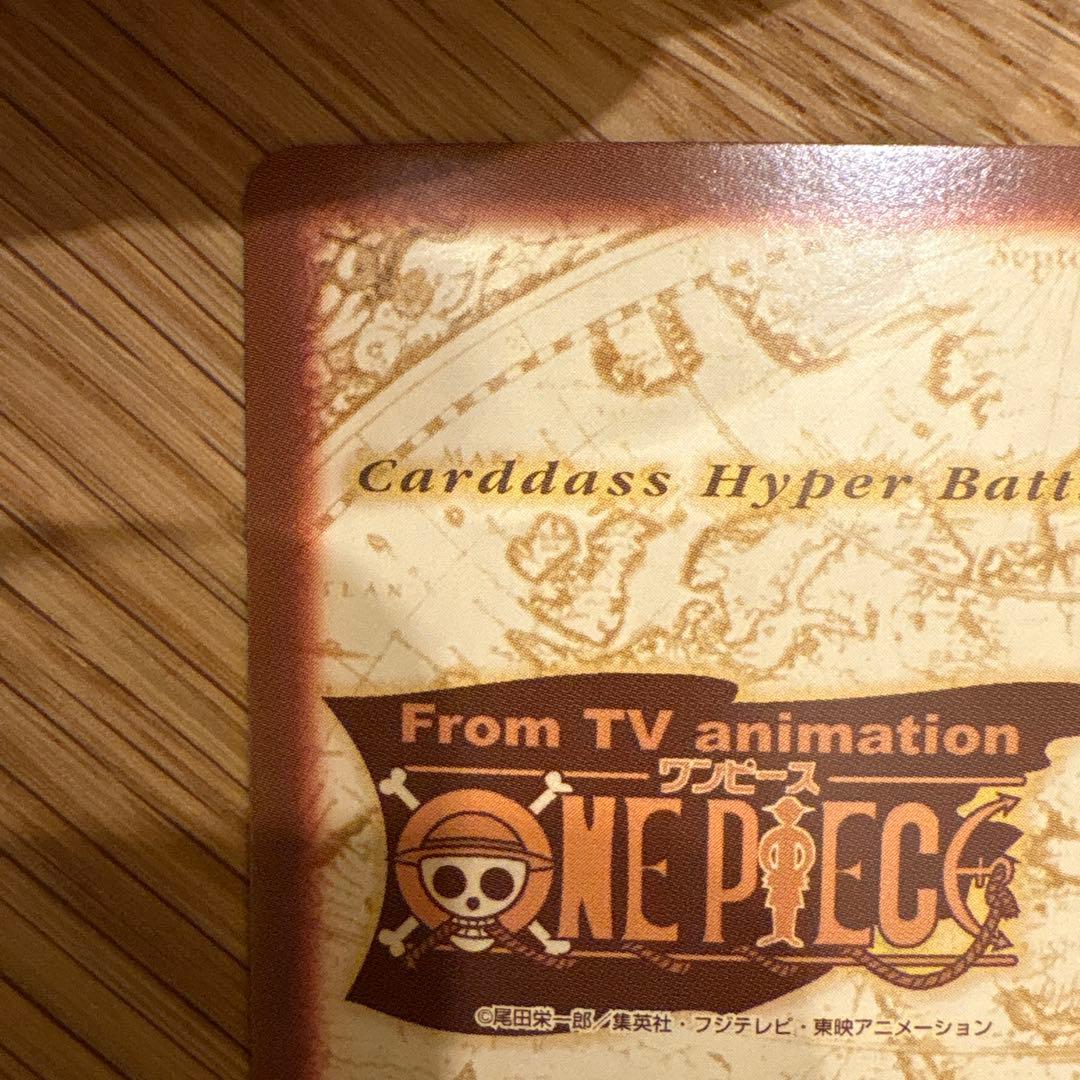 Carddass Hyper Batt
TLAN
From TV animation
ワンピース
ONE PIECE
©尾田栄一郎／集英社・フジテレビ・東映アニメーション